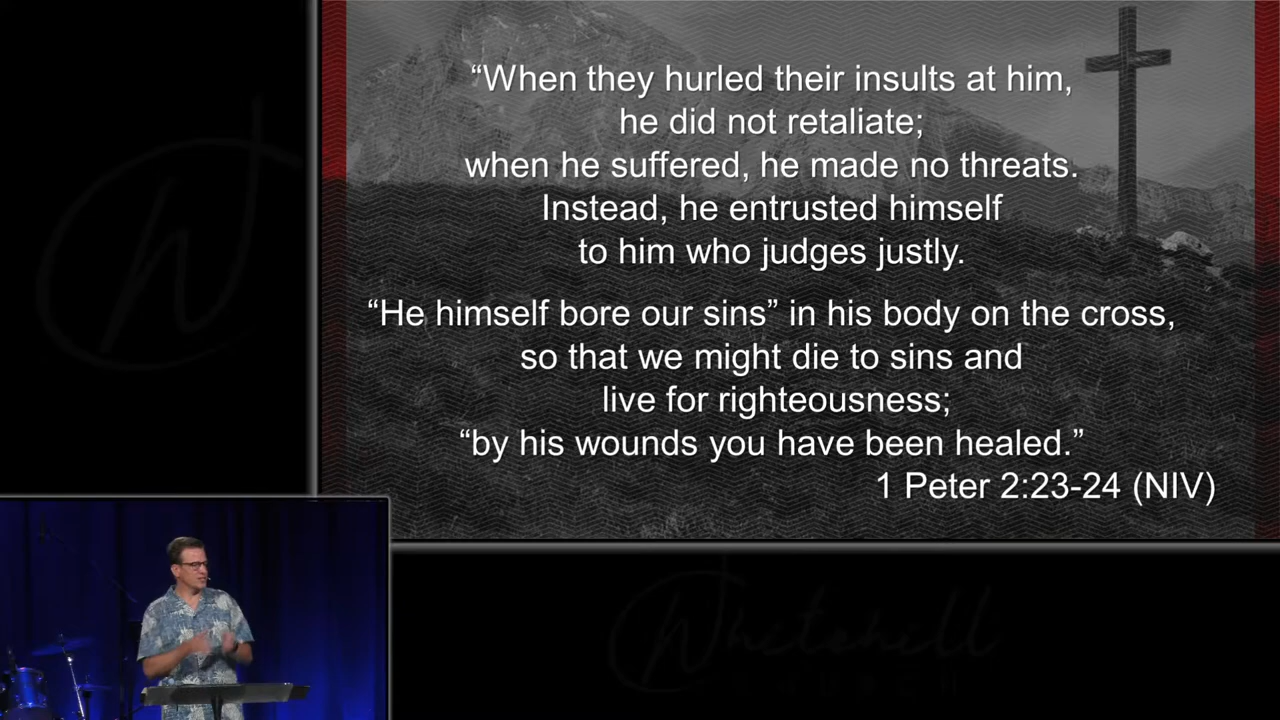 “When they hurled their insults at him,
he did not retaliate;
when he suffered, he made no threats.
Instead, he entrusted himself
to him who judges justly.
“He himself bore our sins” in his body on the cross,
so that we might die to sins and
live for righteousness;
“by his wounds you have been healed.”
1 Peter 2:23-24 (NIV)
Whitehill